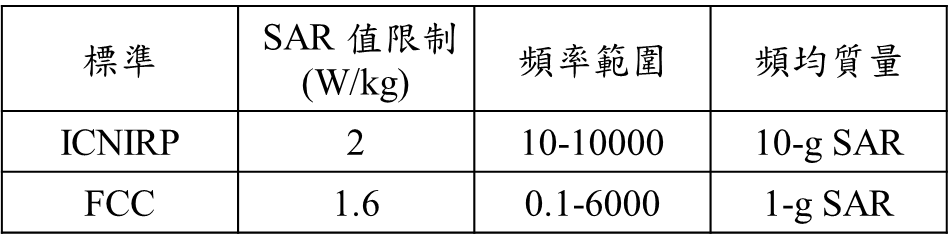 標準 SAR 值限制 (W/kg) 頻率範圍 頻均質量
ICNIRP 2 10-10000 10-g SAR
FCC 1.6 0.1-6000 1-g SAR